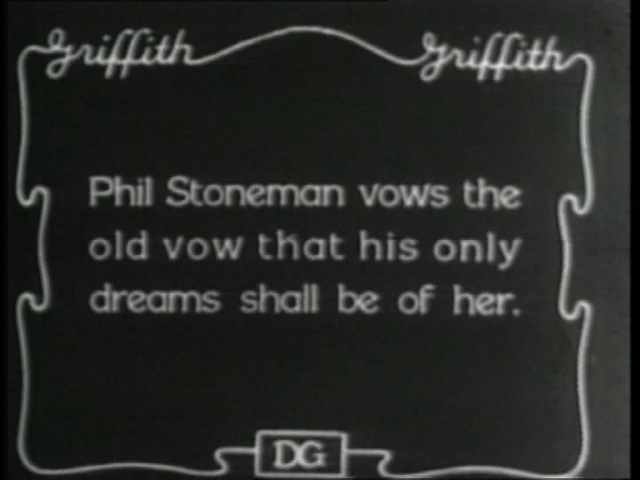 Griffith Griffith
Phil Stoneman vows the
old vow that his only
dreams shall be of her.
DG